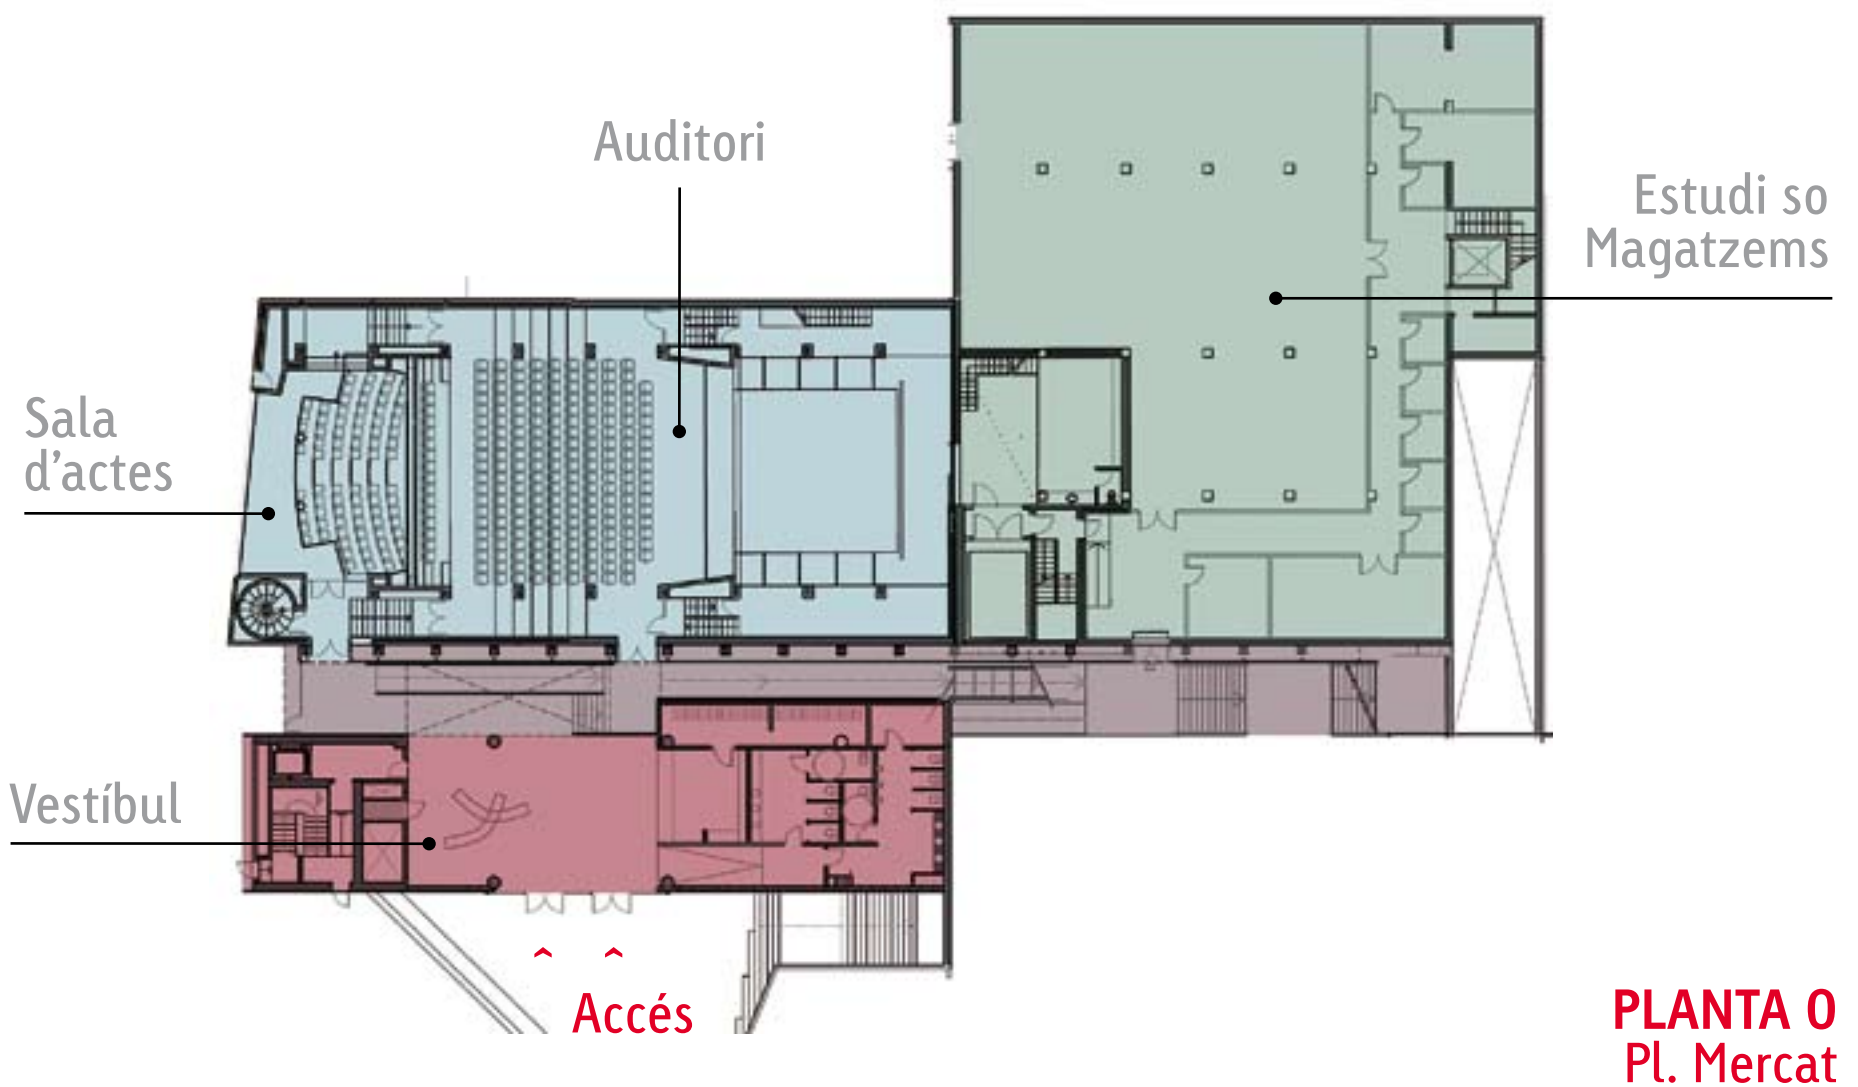 Auditori
Estudi so
Magatzems
Sala
d'actes
Vestíbul
Accés
PLANTA 0
Pl. Mercat